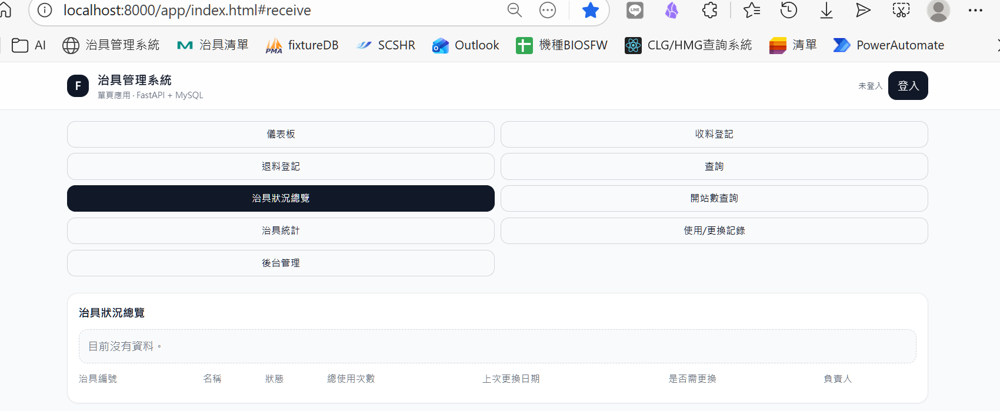 localhost:8000/app/index.html#receive
LINE
AI 治具管理系統 治具清單 PMA fixtureDB SCSHR Outlook 機種BIOSFW CLG/HMG查詢系統 清單 PowerAutomate
F 治具管理系統
單頁應用 · FastAPI + MySQL
未登入 登入
儀表板 收料登記
退料登記 查詢
治具狀況總覽 開站數查詢
治具統計 使用/更換記錄
後台管理
治具狀況總覽
目前沒有資料。
治具編號 名稱 狀態 總使用次數 上次更換日期 是否需更換 負責人